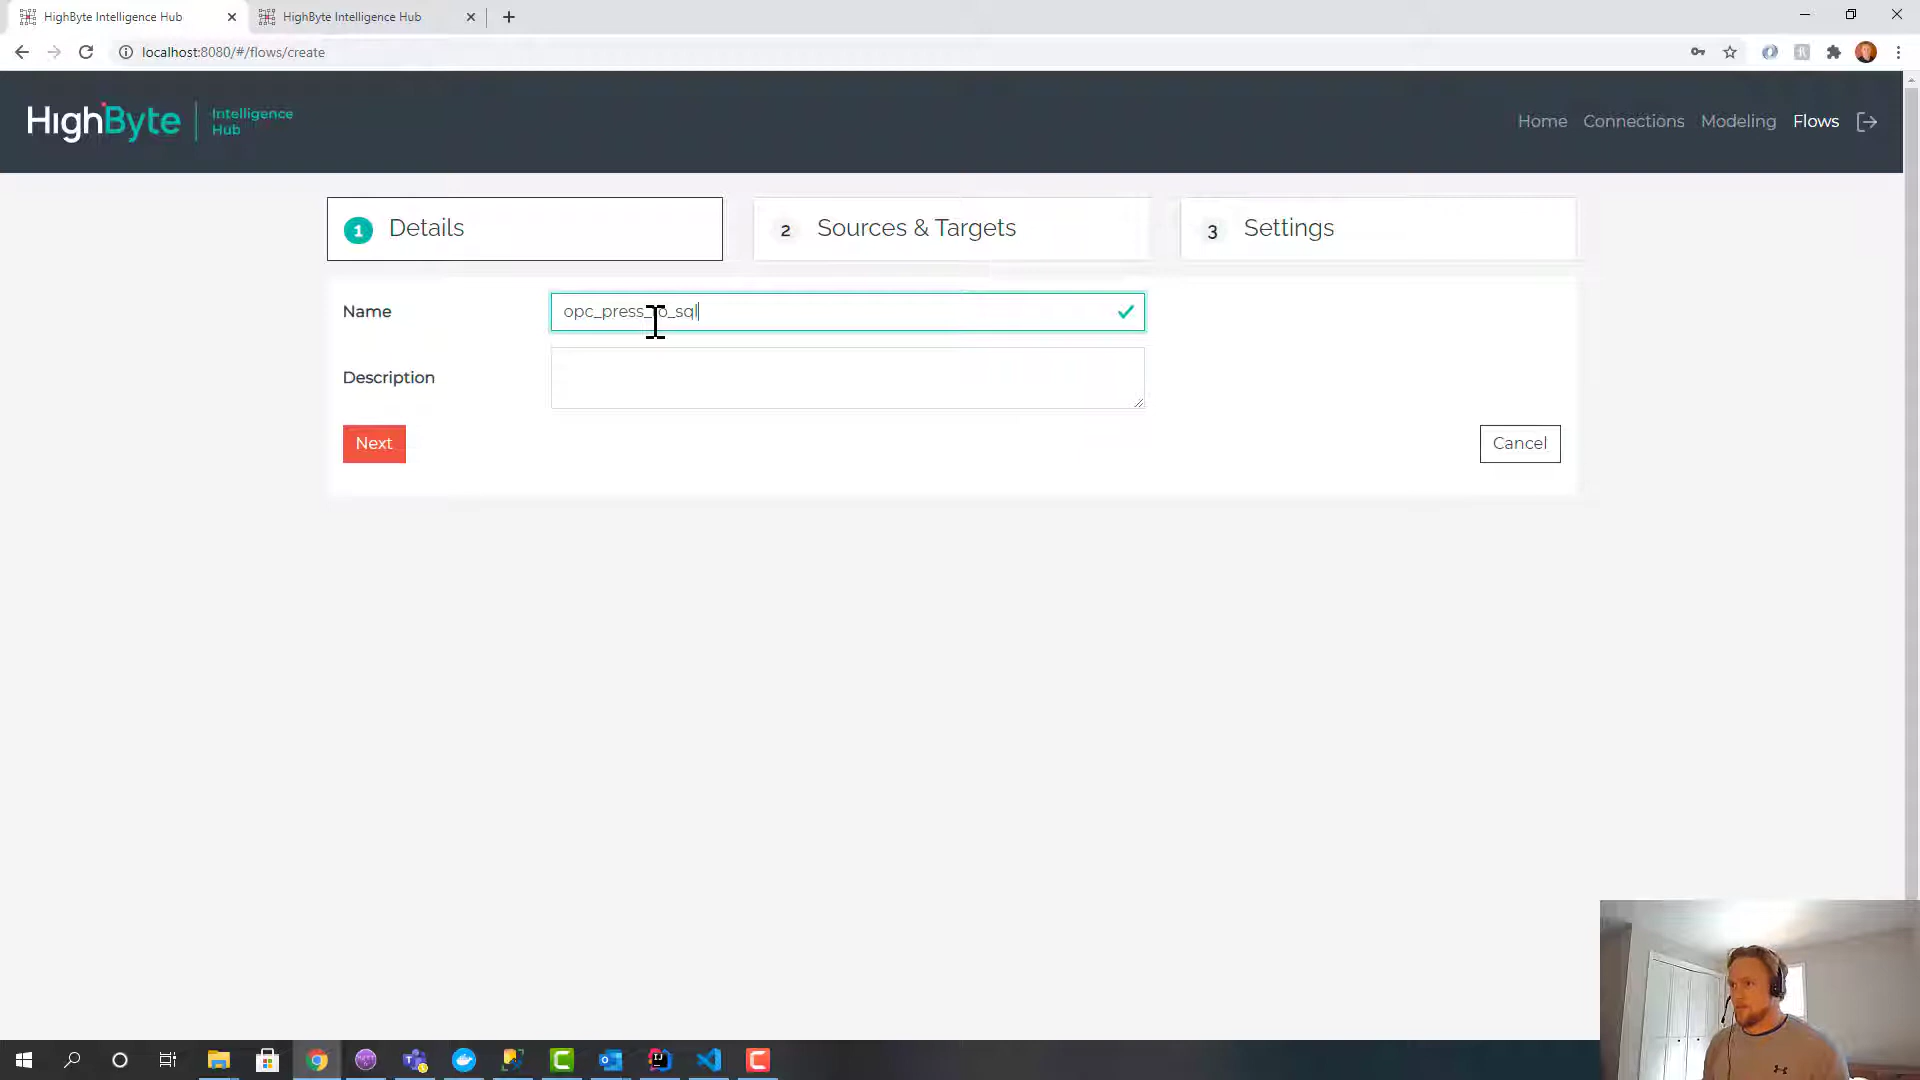 HighByte Intelligence Hub
HighByte Intelligence Hub
localhost:8080/#/flows/create
HighByte
Intelligence
Hub
Home
Connections
Modeling
Flows
1
Details
2
Sources & Targets
3
Settings
Name
opc_press_to_sql
Description
Next
Cancel